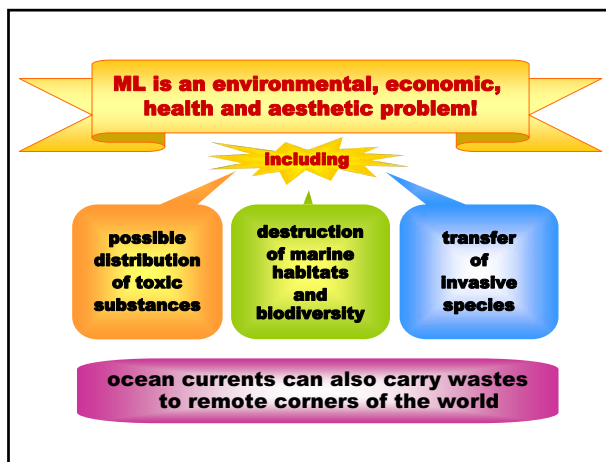 ML is an environmental, economic,
health and aesthetic problem!
including
possible
distribution
of toxic
substances
destruction
of marine
habitats
and
biodiversity
transfer
of
invasive
species
ocean currents can also carry wastes
to remote corners of the world